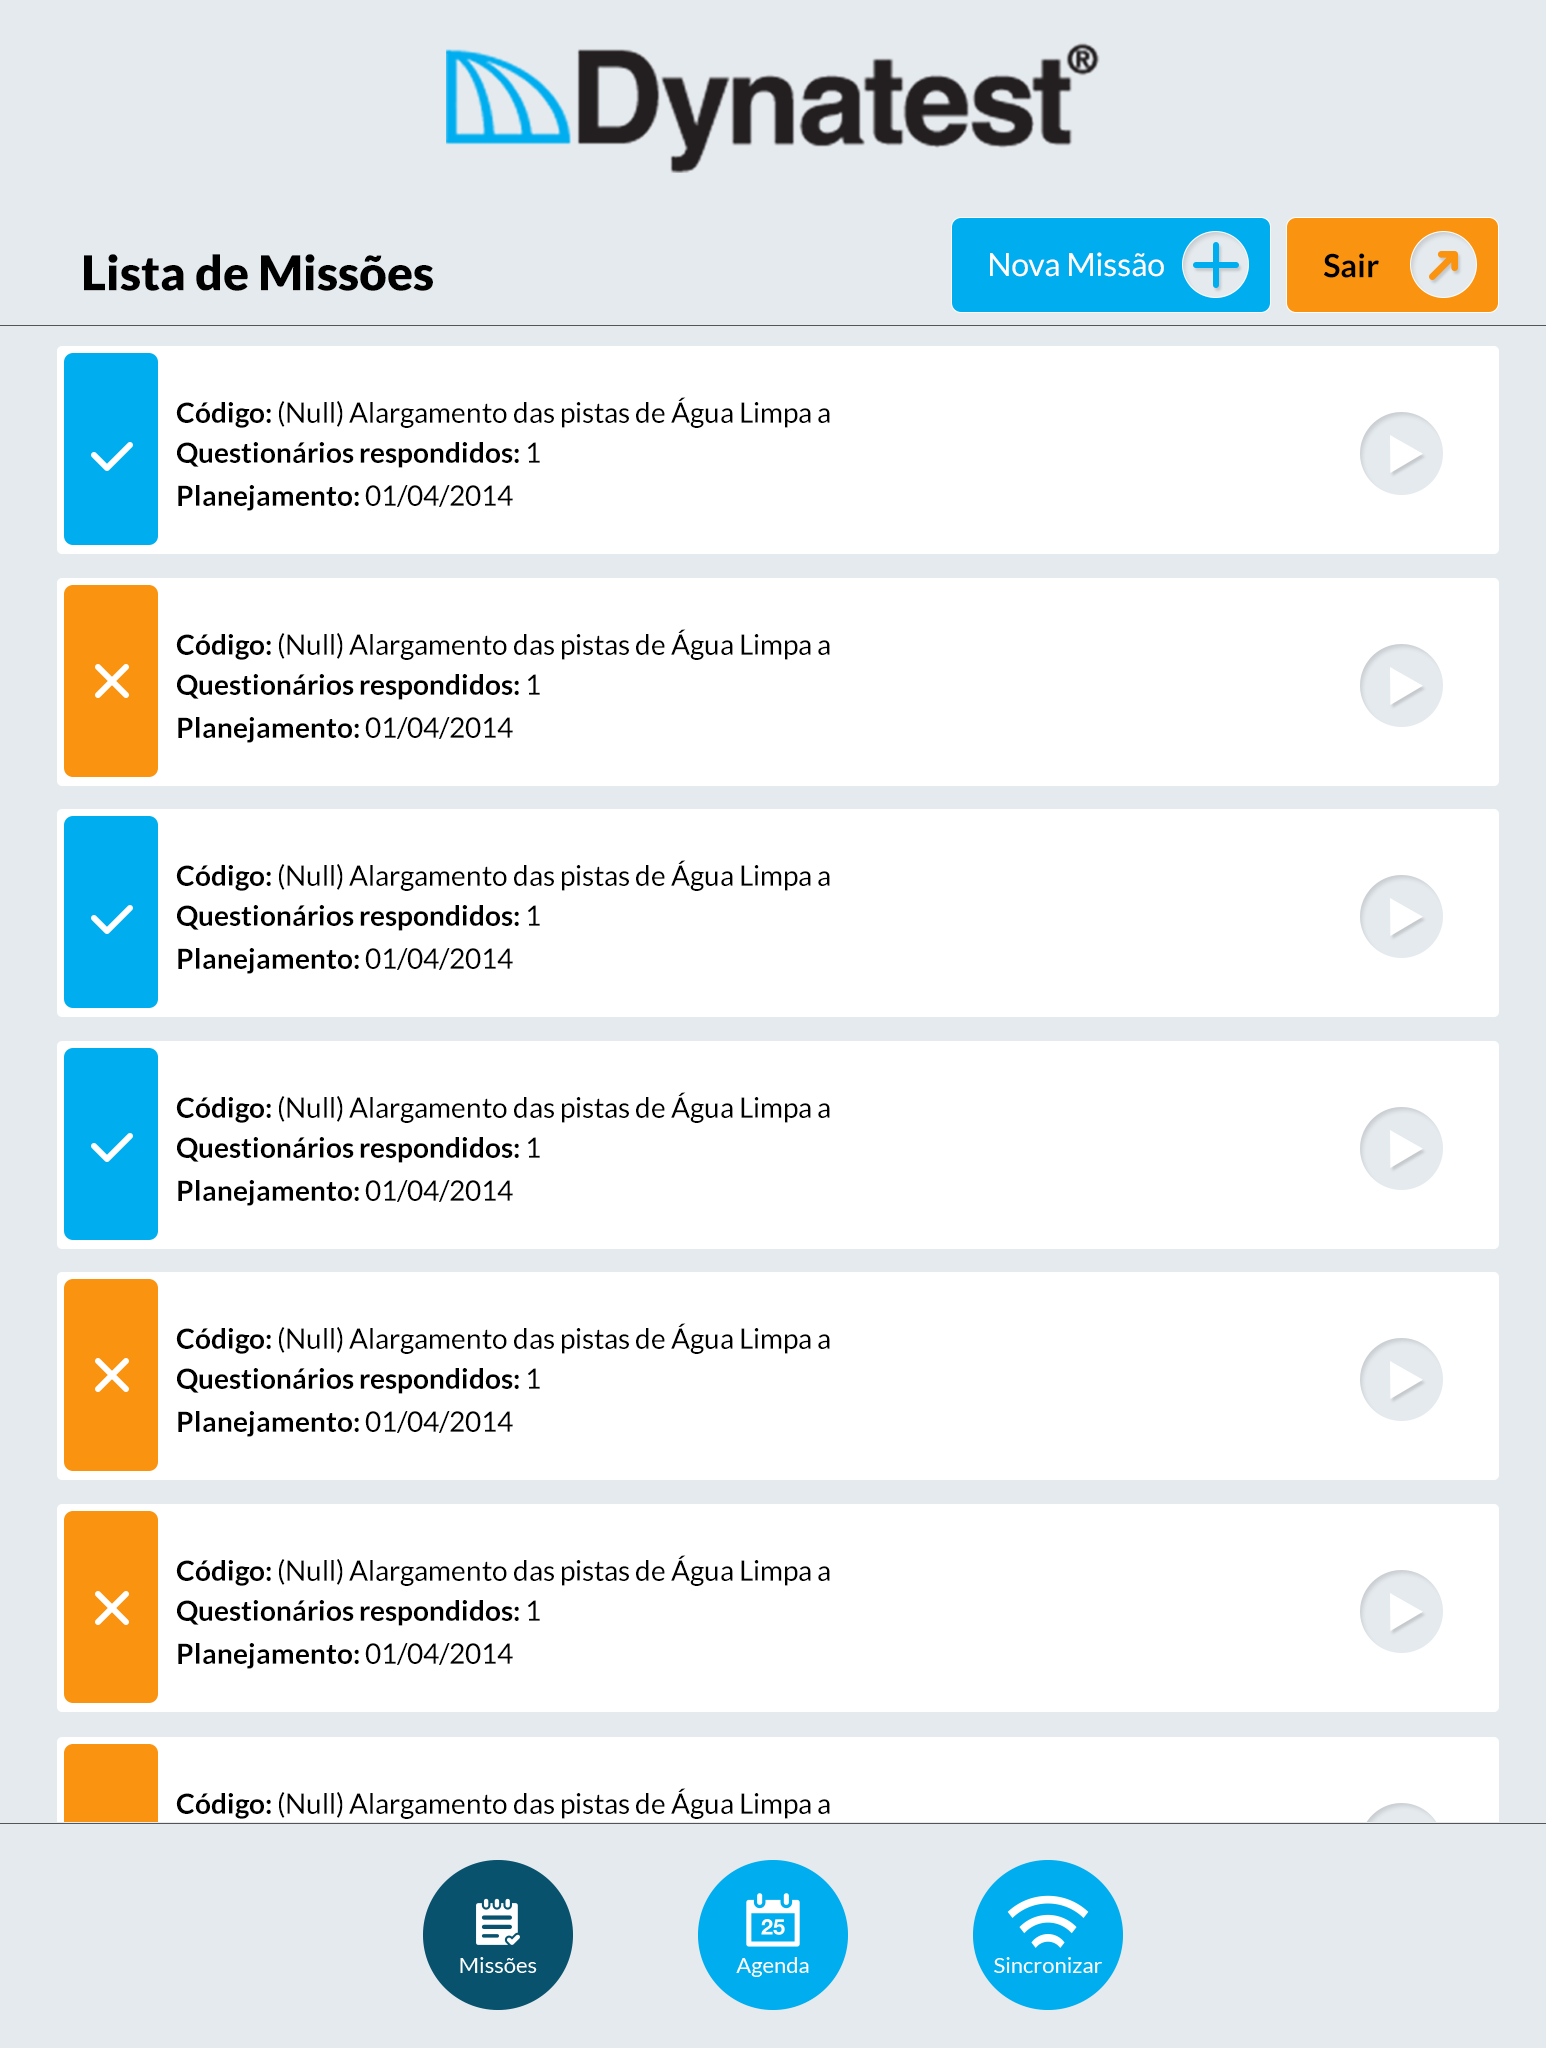 Dynatest®
Lista de Missões
Nova Missão
Sair
Código: (Null) Alargamento das pistas de Água Limpa a
Questionários respondidos: 1
Planejamento: 01/04/2014
Código: (Null) Alargamento das pistas de Água Limpa a
Questionários respondidos: 1
Planejamento: 01/04/2014
Código: (Null) Alargamento das pistas de Água Limpa a
Questionários respondidos: 1
Planejamento: 01/04/2014
Código: (Null) Alargamento das pistas de Água Limpa a
Questionários respondidos: 1
Planejamento: 01/04/2014
Código: (Null) Alargamento das pistas de Água Limpa a
Questionários respondidos: 1
Planejamento: 01/04/2014
Código: (Null) Alargamento das pistas de Água Limpa a
Questionários respondidos: 1
Planejamento: 01/04/2014
Código: (Null) Alargamento das pistas de Água Limpa a
Missões
25
Agenda
Sincronizar